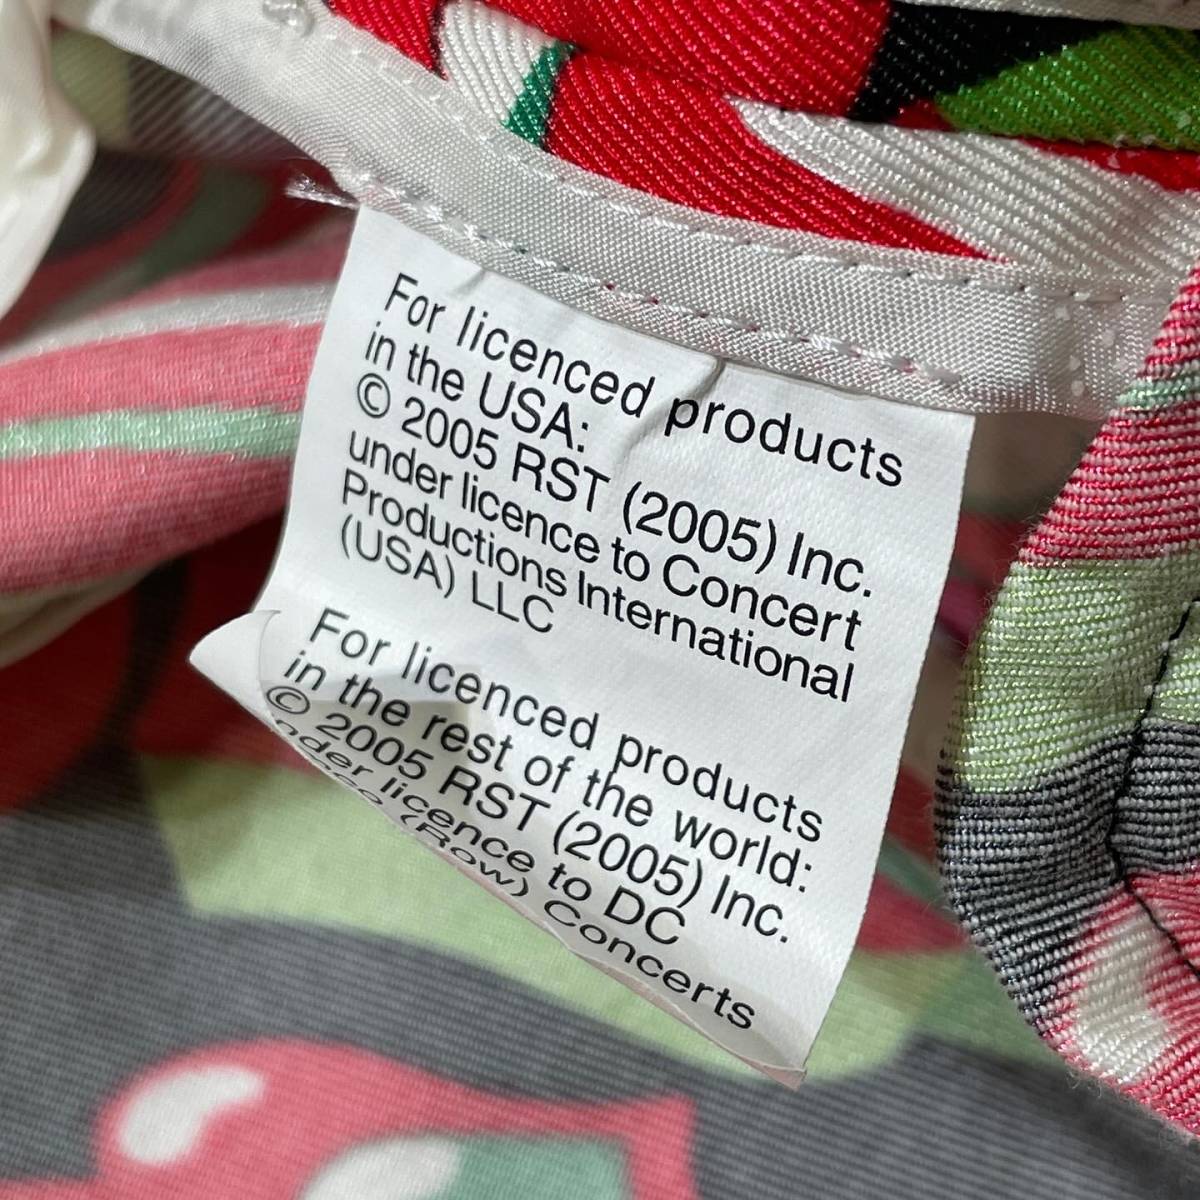 For licenced products
in the USA:
© 2005 RST (2005) Inc.
under licence to Concert
Productions International
(USA) LLC
For licenced products
in the rest of the world:
© 2005 RST (2005) Inc.
under licence to DC
(Row) Concerts